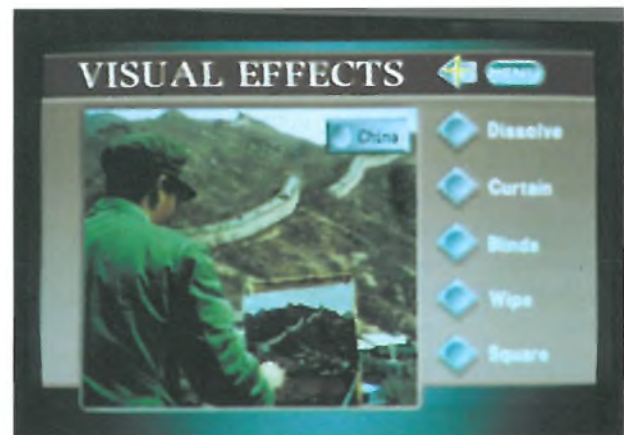 VISUAL EFFECTS
MENU
China
Dissolve
Curtain
Blinds
Wipe
Square